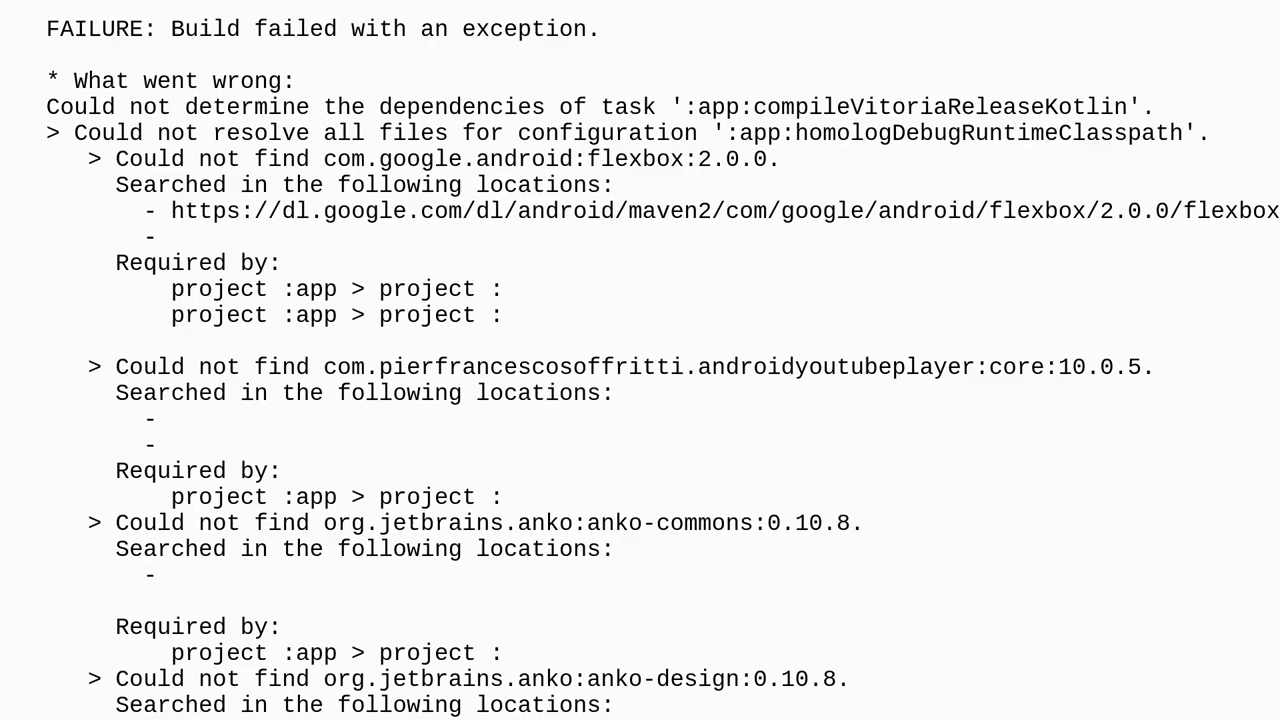 FAILURE: Build failed with an exception.
* What went wrong:
Could not determine the dependencies of task ':app:compileVitoriaReleaseKotlin'.
> Could not resolve all files for configuration ':app:homologDebugRuntimeClasspath'.
> Could not find com.google.android:flexbox:2.0.0.
Searched in the following locations:
- https://dl.google.com/dl/android/maven2/com/google/android/flexbox/2.0.0/flexbox
-
Required by:
project :app > project :
project :app > project :
> Could not find com.pierfrancescosoffritti.androidyoutubeplayer:core:10.0.5.
Searched in the following locations:
-
-
Required by:
project :app > project :
> Could not find org.jetbrains.anko:anko-commons:0.10.8.
Searched in the following locations:
-
Required by:
project :app > project :
> Could not find org.jetbrains.anko:anko-design:0.10.8.
Searched in the following locations: